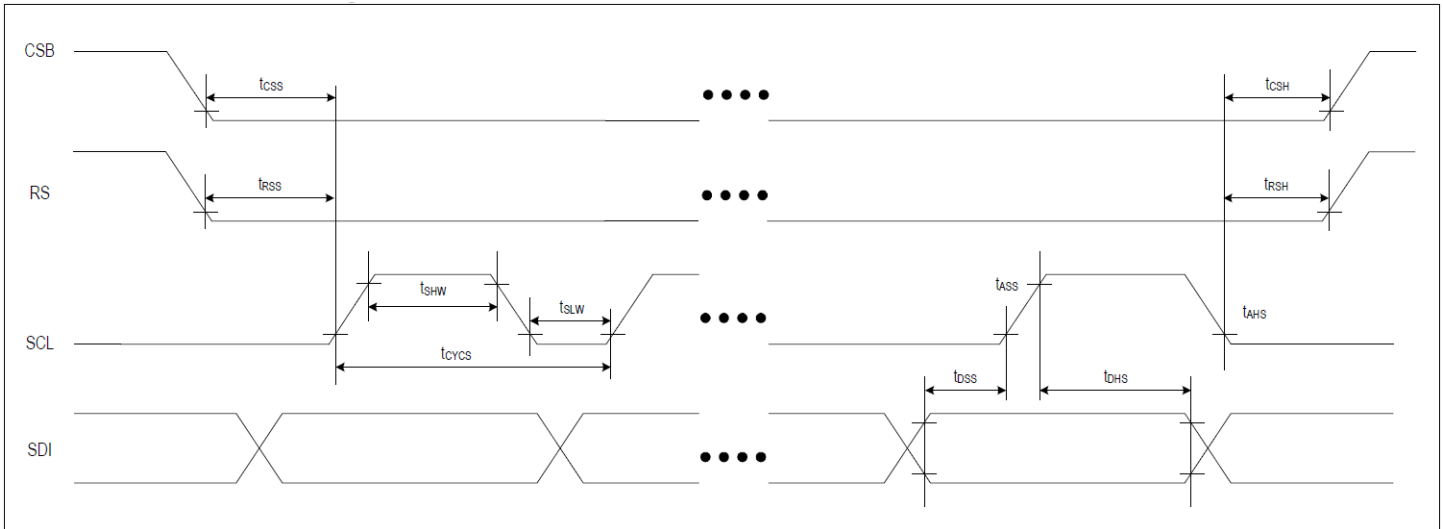 CSB
tCSS
tCSH
RS
tRSS
tRSH
SCL
tSHW
tSLW
tCYCS
tASS
tAHS
tDSS
tDHS
SDI